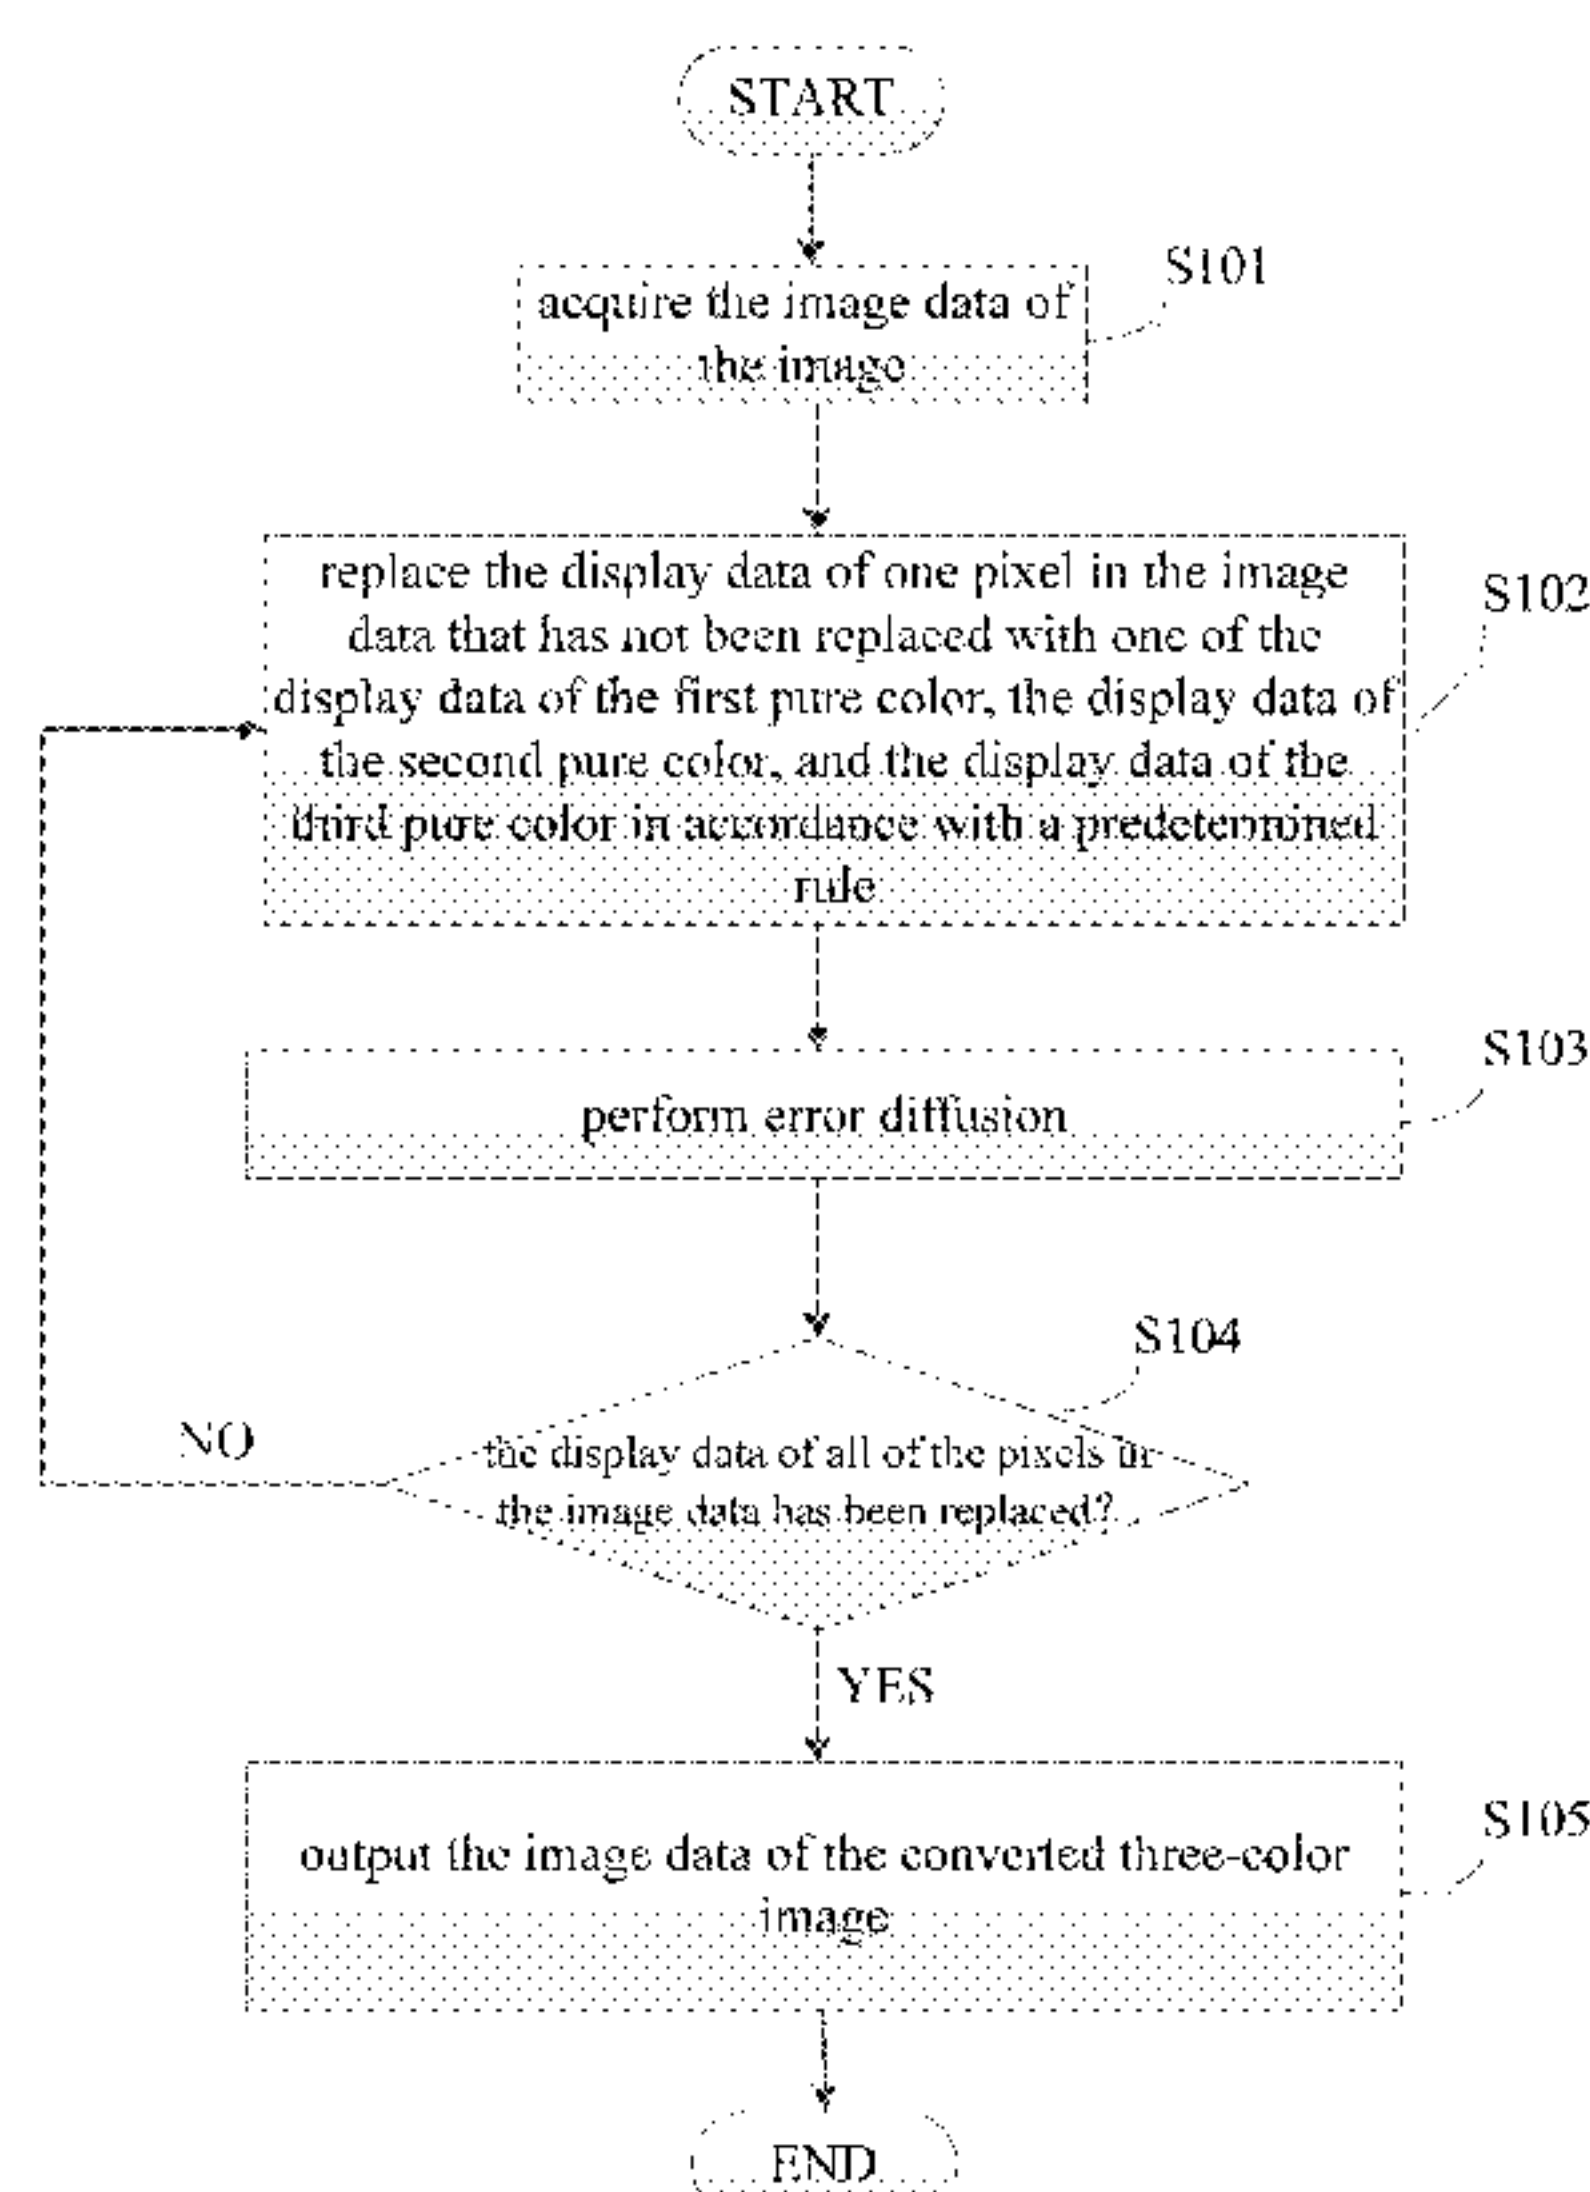 START
acquire the image data of
the image
S101
replace the display data of one pixel in the image
data that has not been replaced with one of the
display data of the first pure color, the display data of
the second pure color, and the display data of the
third pure color in accordance with a predetermined
rule
S102
perform error diffusion
S103
S104
the display data of all of the pixels in
the image data has been replaced?
NO
YES
output the image data of the converted three-color
image
S105
END